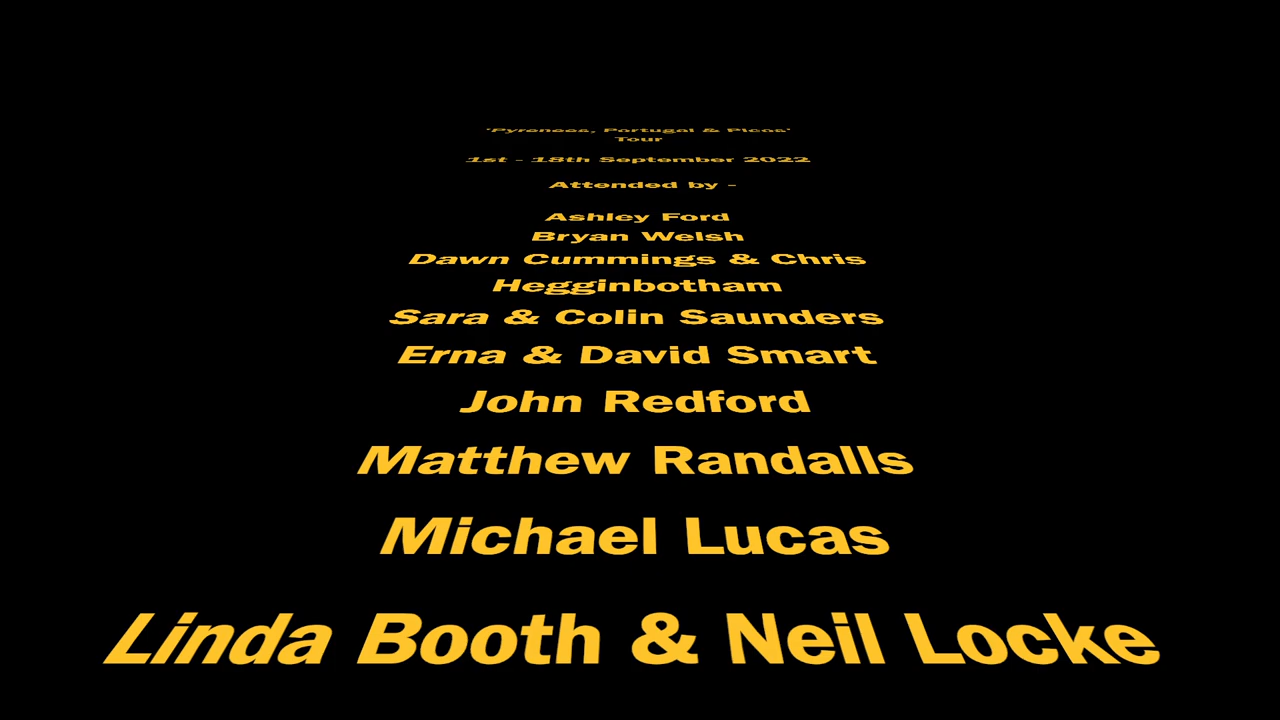 'Pyrenees, Portugal & Picos'
Tour
1st - 18th September 2022
Attended by -
Ashley Ford
Bryan Welsh
Dawn Cummings & Chris
Hegginbotham
Sara & Colin Saunders
Erna & David Smart
John Redford
Matthew Randalls
Michael Lucas
Linda Booth & Neil Locke